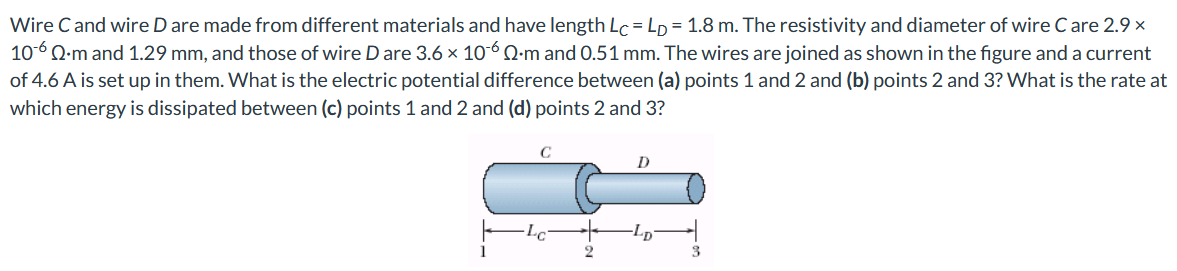 Wire C and wire D are made from different materials and have length L_C = L_D = 1.8 m. The resistivity and diameter of wire C are 2.9 ×
10⁻⁶ Ω·m and 1.29 mm, and those of wire D are 3.6 × 10⁻⁶ Ω·m and 0.51 mm. The wires are joined as shown in the figure and a current
of 4.6 A is set up in them. What is the electric potential difference between (a) points 1 and 2 and (b) points 2 and 3? What is the rate at
which energy is dissipated between (c) points 1 and 2 and (d) points 2 and 3?
C
D
L_C L_D
1 2 3